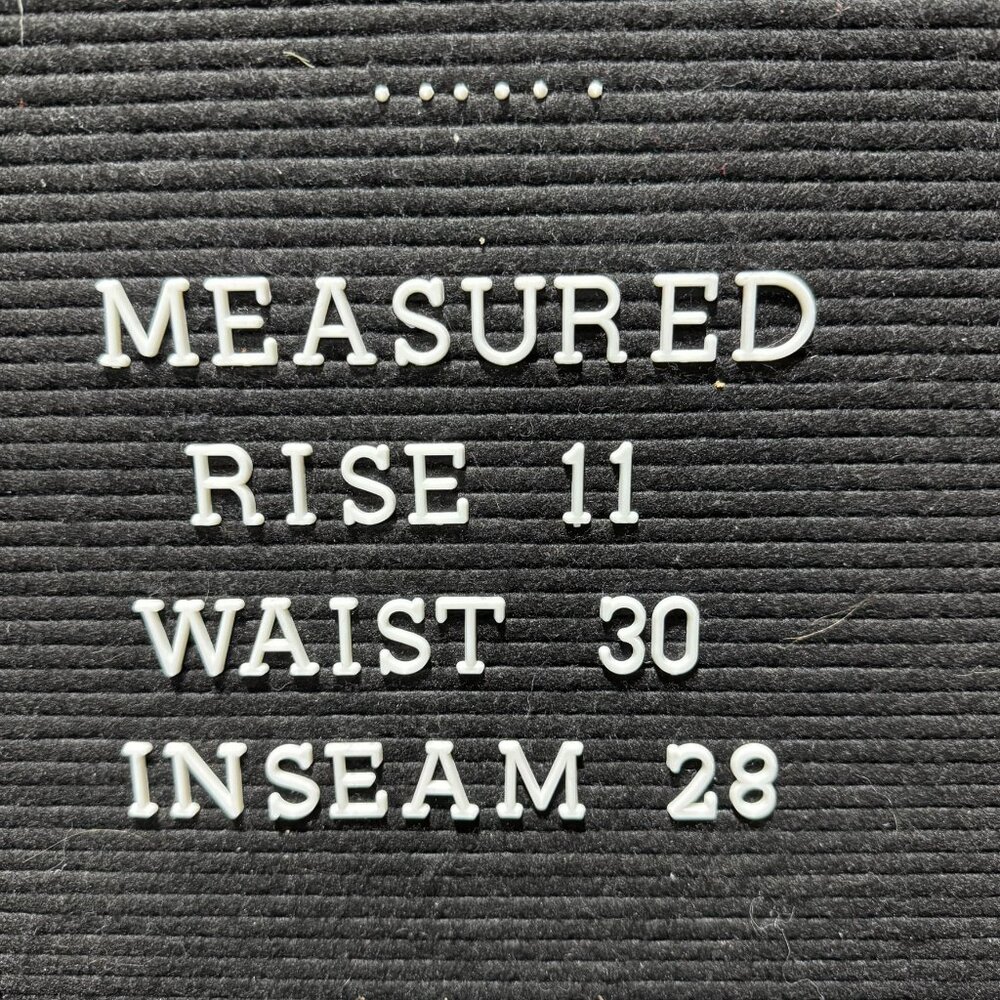 ......
MEASURED
RISE 11
WAIST 30
INSEAM 28